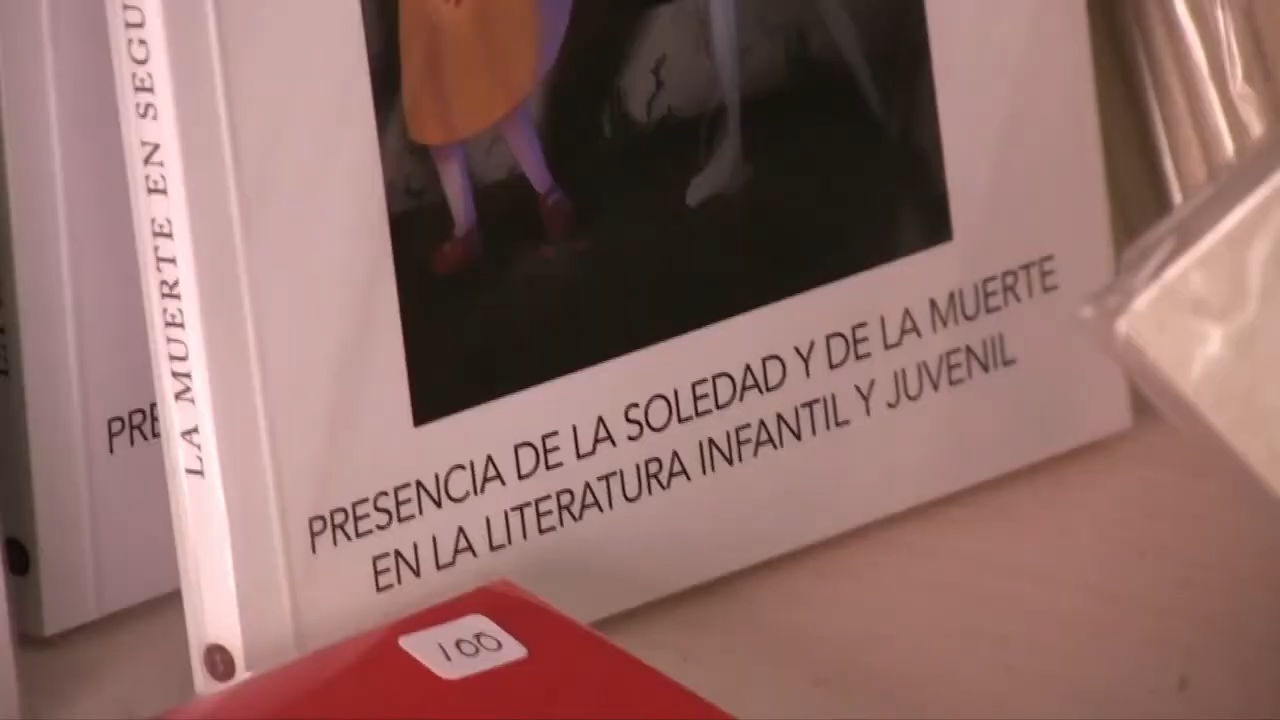 LA MUERTE EN SEGU
PRE
PRESENCIA DE LA SOLEDAD Y DE LA MUERTE
EN LA LITERATURA INFANTIL Y JUVENIL
100